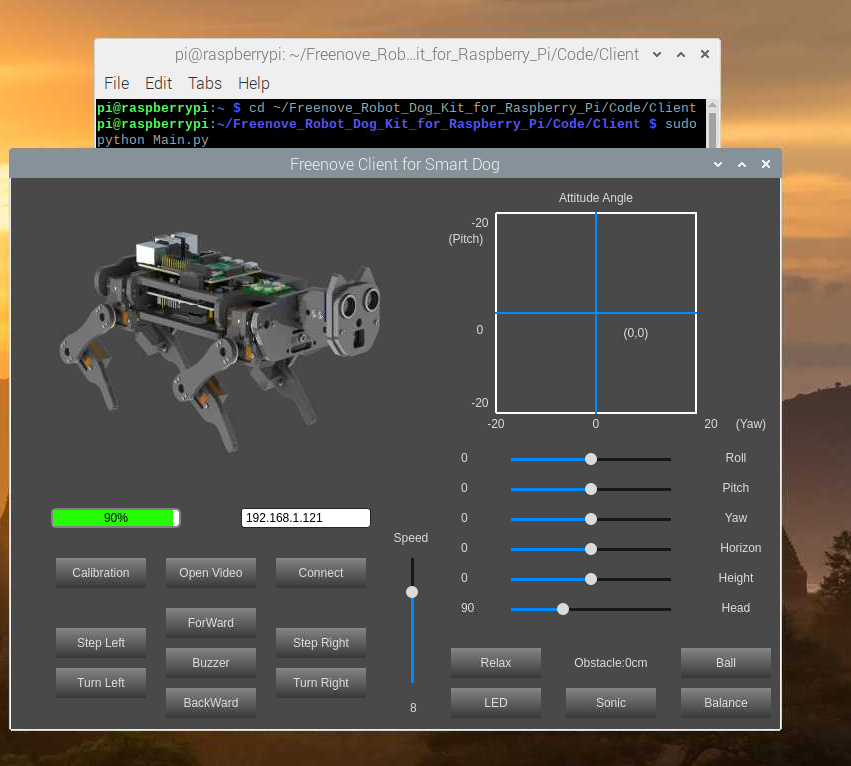 pi@raspberrypi: ~/Freenove_Rob...it_for_Raspberry_Pi/Code/Client
File Edit Tabs Help
pi@raspberrypi:~ $ cd ~/Freenove_Robot_Dog_Kit_for_Raspberry_Pi/Code/Client
pi@raspberrypi:~/Freenove_Robot_Dog_Kit_for_Raspberry_Pi/Code/Client $ sudo
python Main.py
Freenove Client for Smart Dog
Attitude Angle
-20
(Pitch)
0
(0,0)
-20
-20 0 20 (Yaw)
0 Roll
0 Pitch
0 Yaw
0 Horizon
0 Height
90 Head
90%
192.168.1.121
Speed
8
Calibration
Open Video
Connect
ForWard
Step Left
Step Right
Buzzer
Turn Left
Turn Right
BackWard
Relax
Obstacle:0cm
Ball
LED
Sonic
Balance